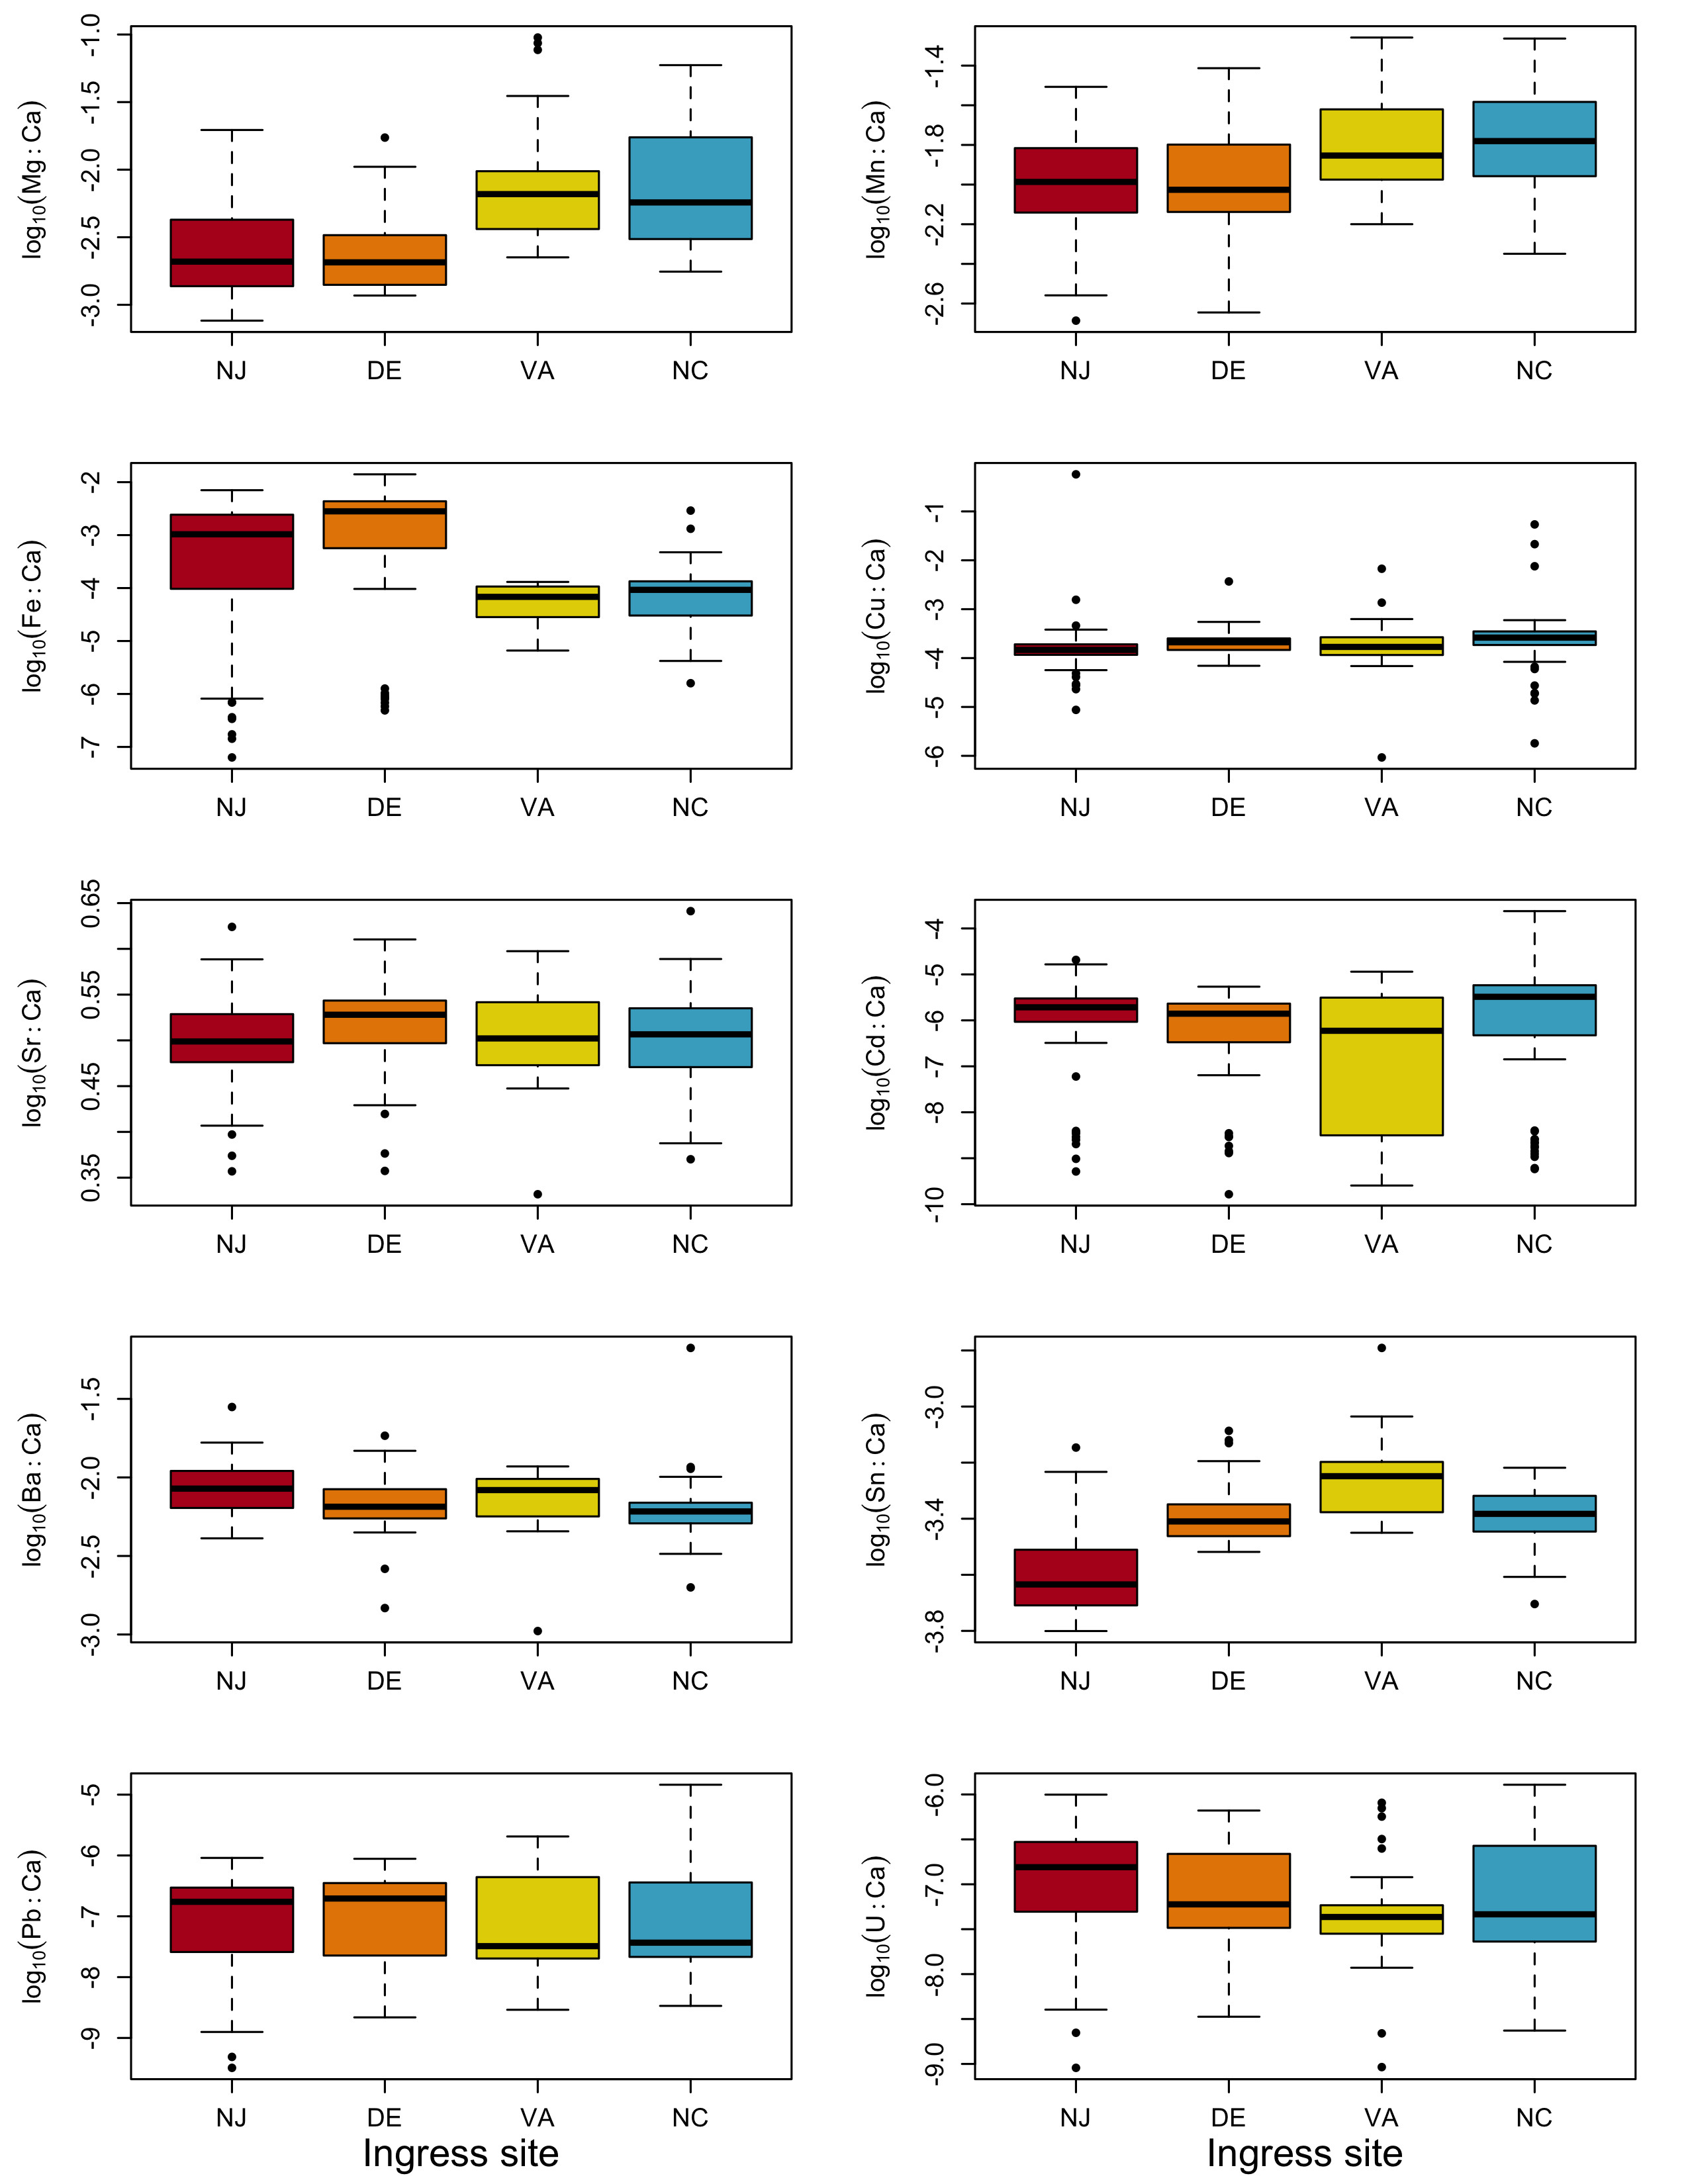 log10(Mg : Ca)
-1.0
-1.5
-2.0
-2.5
-3.0
NJ DE VA NC
log10(Mn : Ca)
-1.4
-1.8
-2.2
-2.6
NJ DE VA NC
log10(Fe : Ca)
-2
-3
-4
-5
-6
-7
NJ DE VA NC
log10(Cu : Ca)
-1
-2
-3
-4
-5
-6
NJ DE VA NC
log10(Sr : Ca)
0.65
0.55
0.45
0.35
NJ DE VA NC
log10(Cd : Ca)
-4
-5
-6
-7
-8
-10
NJ DE VA NC
log10(Ba : Ca)
-1.5
-2.0
-2.5
-3.0
NJ DE VA NC
log10(Sn : Ca)
-3.0
-3.4
-3.8
NJ DE VA NC
log10(Pb : Ca)
-5
-6
-7
-8
-9
NJ DE VA NC
Ingress site
log10(U : Ca)
-6.0
-7.0
-8.0
-9.0
NJ DE VA NC
Ingress site